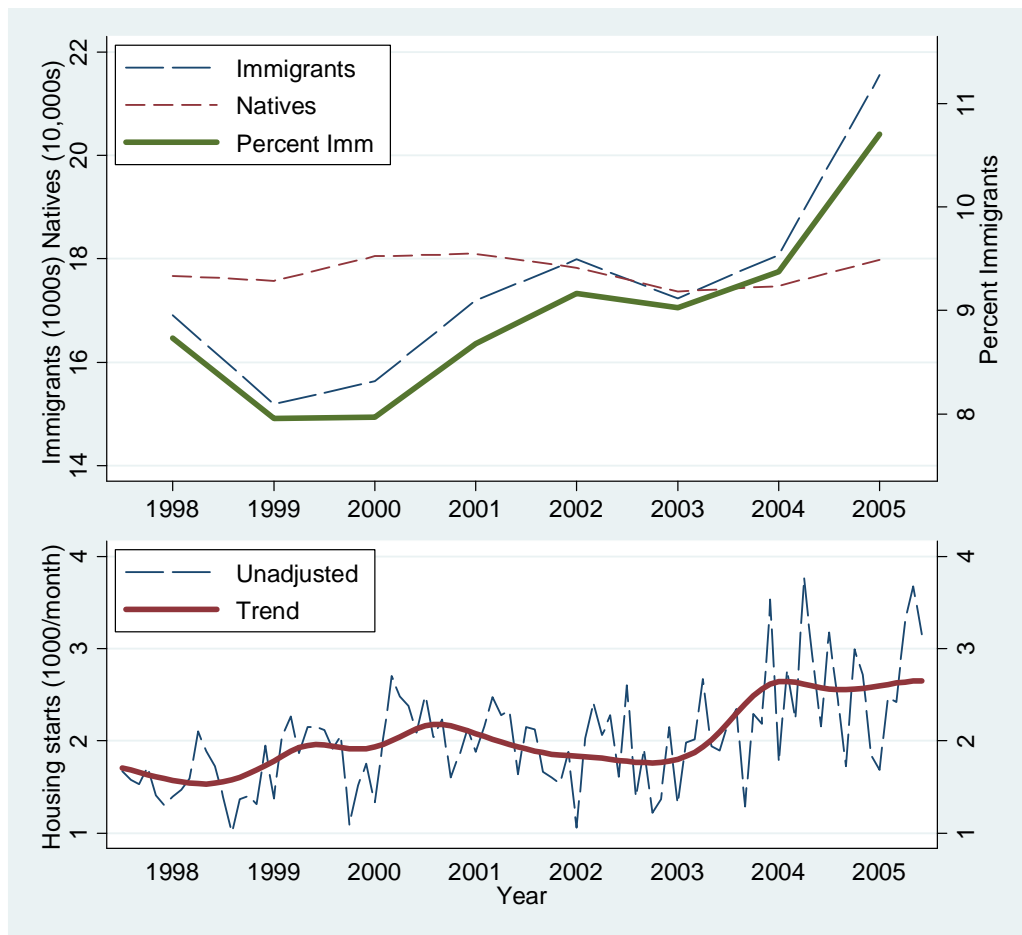 Immigrants (1000s) Natives (10,000s)
22
20
18
16
14
Immigrants
Natives
Percent Imm
11
10
9
8
Percent Immigrants
1998 1999 2000 2001 2002 2003 2004 2005
Housing starts (1000/month)
4
3
2
1
Unadjusted
Trend
4
3
2
1
1998 1999 2000 2001 2002 2003 2004 2005
Year